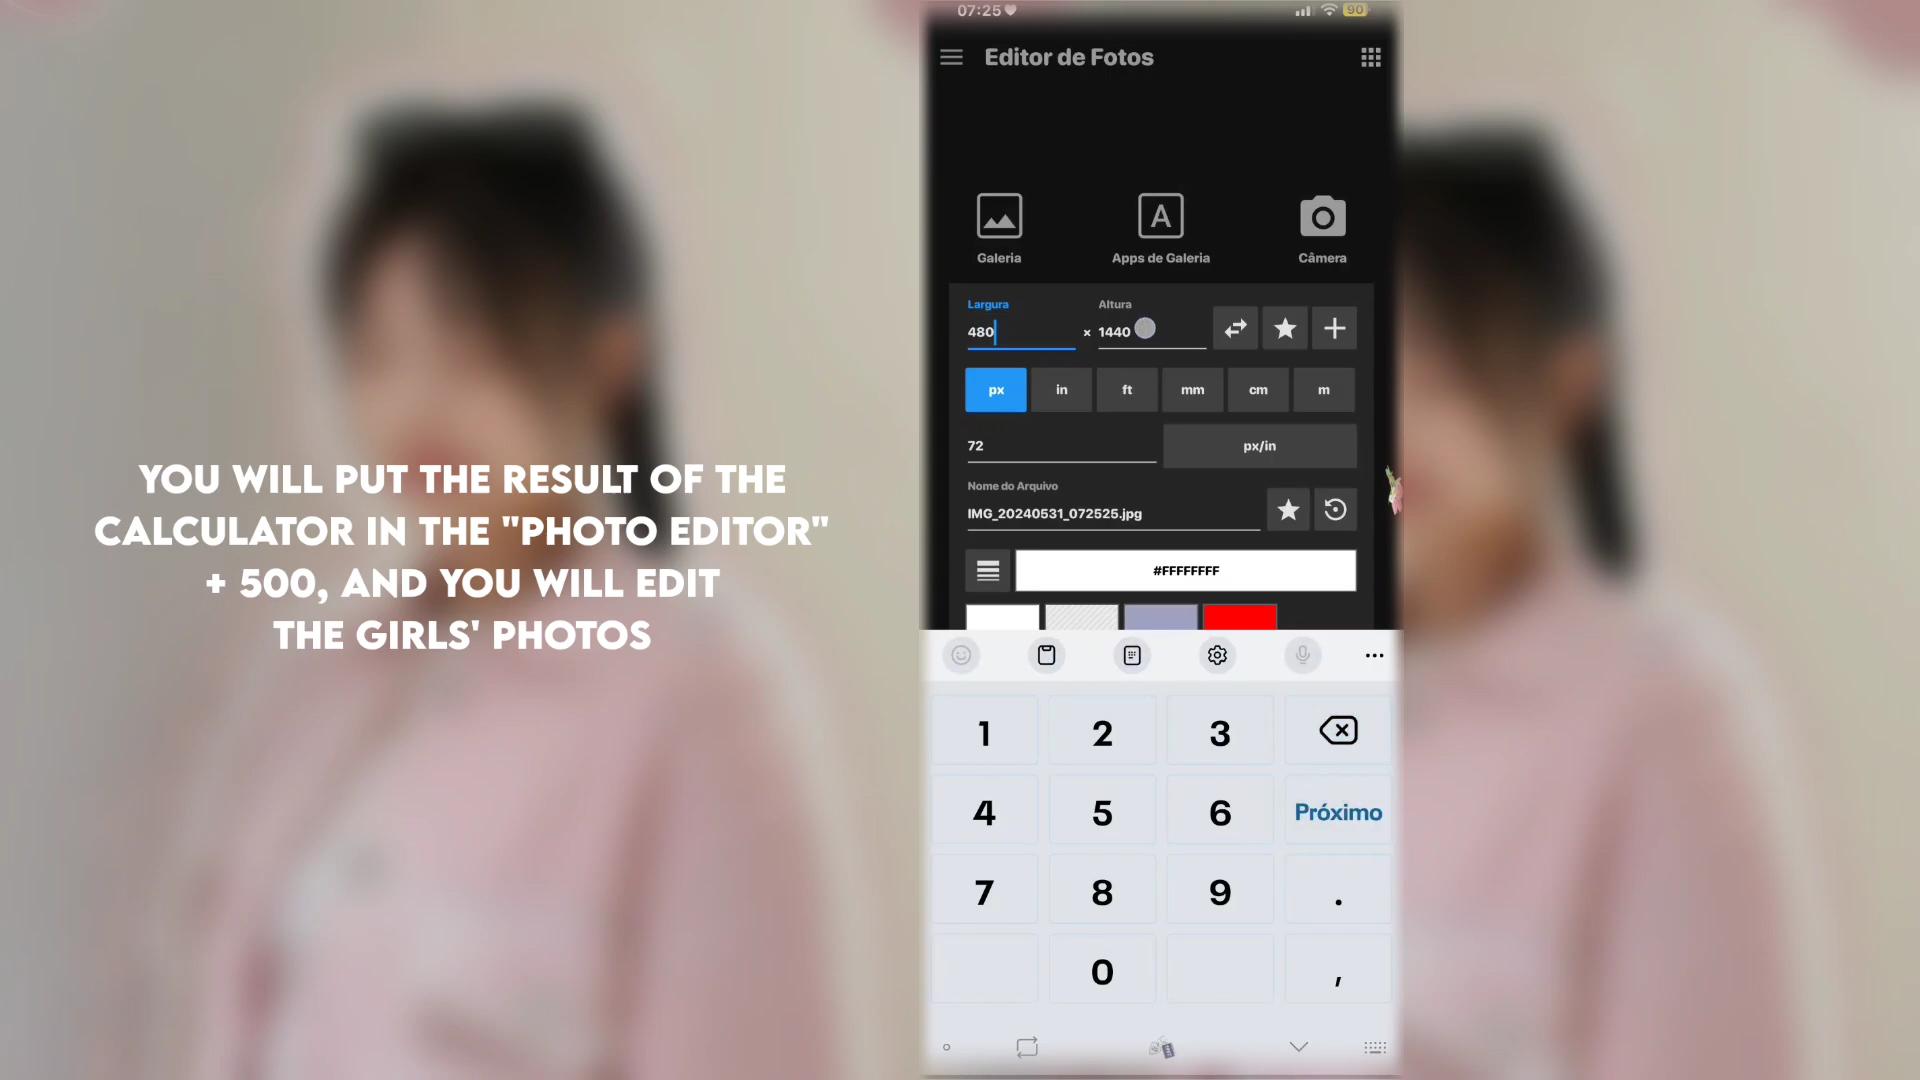 07:25
90
Editor de Fotos
A
Galeria
Apps de Galeria
Câmera
Largura
Altura
480
×
1440
px
in
ft
mm
cm
m
72
px/in
Nome do Arquivo
IMG_20240531_072525.jpg
#FFFFFFFF
YOU WILL PUT THE RESULT OF THE
CALCULATOR IN THE "PHOTO EDITOR"
+ 500, AND YOU WILL EDIT
THE GIRLS' PHOTOS
1 2 3
4 5 6 Próximo
7 8 9 .
0 ,